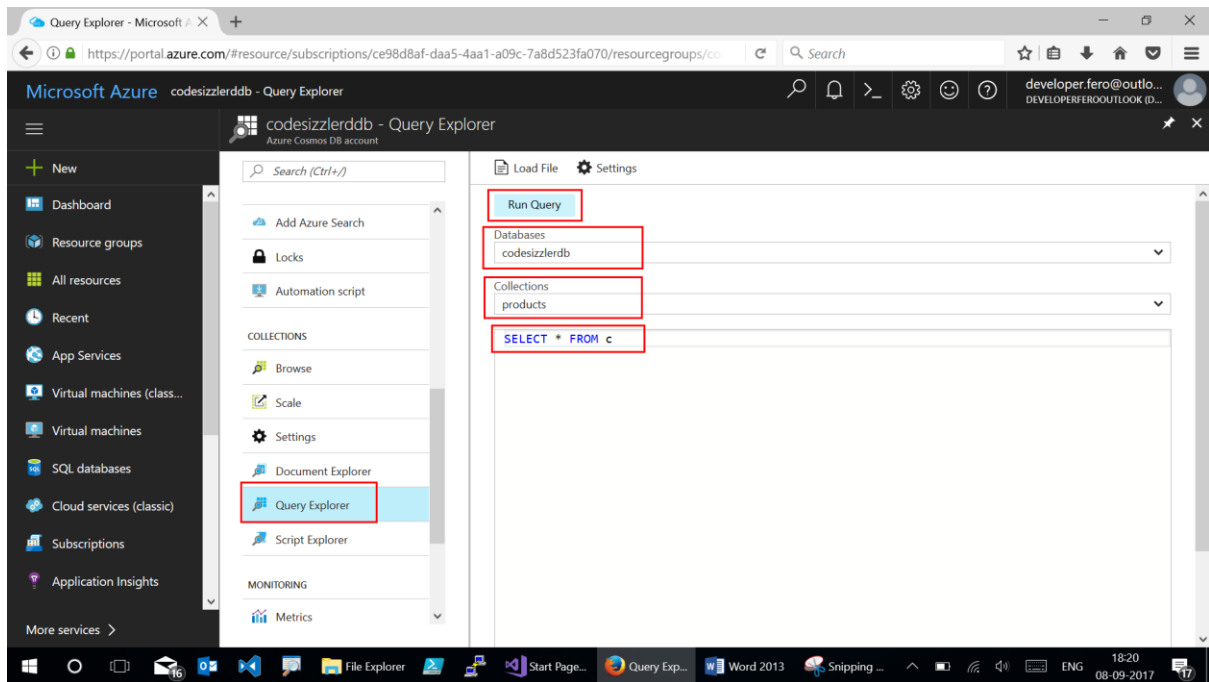 Query Explorer - Microsoft A
https://portal.azure.com/#resource/subscriptions/ce98d8af-daa5-4aa1-a09c-7a8d523fa070/resourcegroups/co
Search
Microsoft Azure codesizzlerddb - Query Explorer
developer.fero@outlo...
DEVELOPERFEROOUTLOOK (D...
codesizzlerddb - Query Explorer
Azure Cosmos DB account
New
Dashboard
Resource groups
All resources
Recent
App Services
Virtual machines (class...
Virtual machines
SQL databases
Cloud services (classic)
Subscriptions
Application Insights
More services >
Search (Ctrl+/)
Add Azure Search
Locks
Automation script
COLLECTIONS
Browse
Scale
Settings
Document Explorer
Query Explorer
Script Explorer
MONITORING
Metrics
Load File Settings
Run Query
Databases
codesizzlerdb
Collections
products
SELECT * FROM c
16 File Explorer Start Page... Query Exp... Word 2013 Snipping ... ENG 18:20
08-09-2017 17